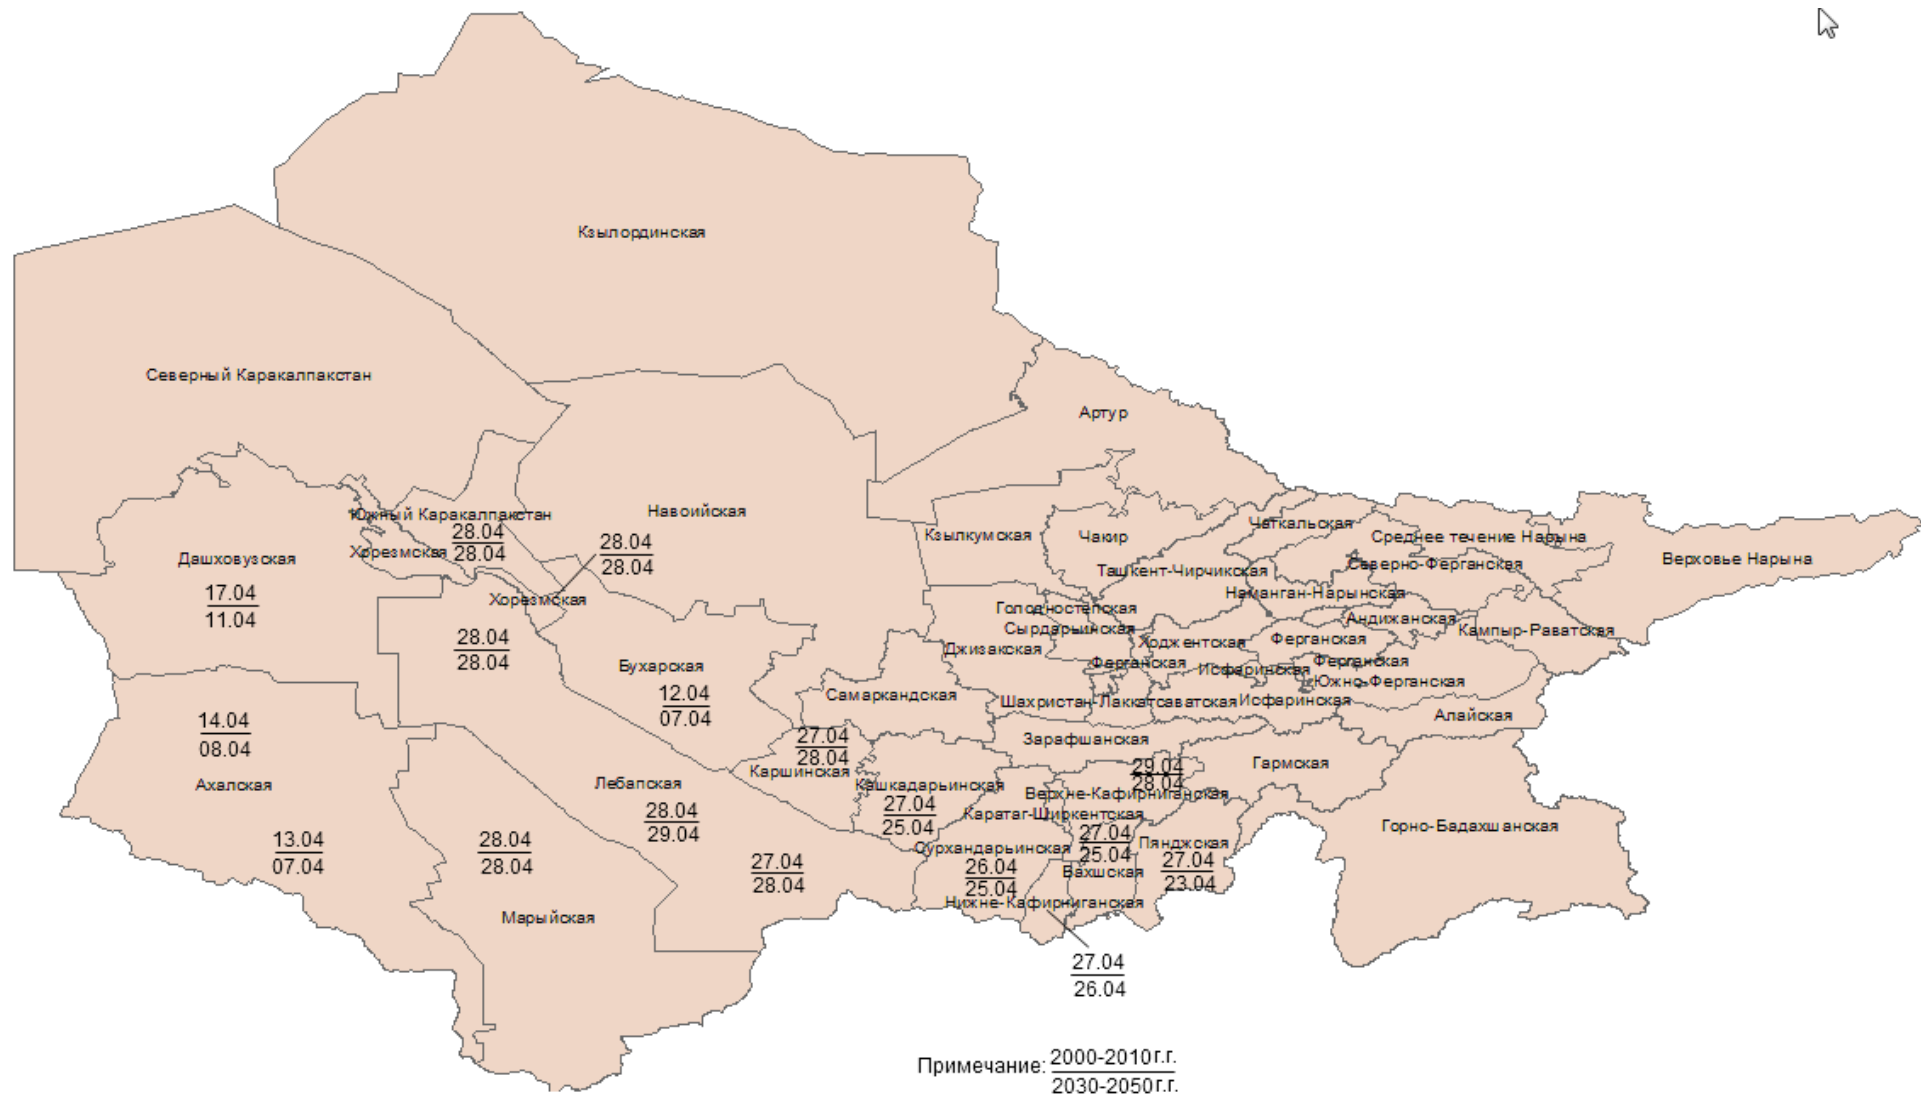 Кзылординская
Северный Каракалпакстан
Артур
Южный Каракалпакстан
28.04
28.04
Хорезмская
Навоийская
28.04
28.04
Хорезмская
Дашховузская
17.04
11.04
28.04
28.04
Кзылкумская
Чакир
Чаткальская
Среднее течение Нарына
Верховье Нарына
Ташкент-Чирчикская
Северно-Ферганская
Наманган-Нарынская
Голодностепская
Сырдарьинская
Джизакская
Ходжентская
Ферганская
Андижанская
Кампыр-Раватская
Ферганская
Исфаринская
Ферганская
Южно-Ферганская
Бухарская
12.04
07.04
Самаркандская
Шахристан-Лаккатсаватская
Исфаринская
Алайская
14.04
08.04
Ахалская
13.04
07.04
Зарафшанская
27.04
28.04
Каршинская
29.04
28.04
Гармская
Лебапская
28.04
29.04
Кашкадарьинская
27.04
25.04
Верхне-Кафирниганская
Каратаг-Ширкентская
27.04
25.04
Пянджская
27.04
23.04
Горно-Бадахшанская
28.04
28.04
Марыйская
27.04
28.04
Сурхандарьинская
26.04
25.04
Вахшская
Нижне-Кафирниганская
27.04
26.04
Примечание: 2000-2010г.г.
2030-2050г.г.